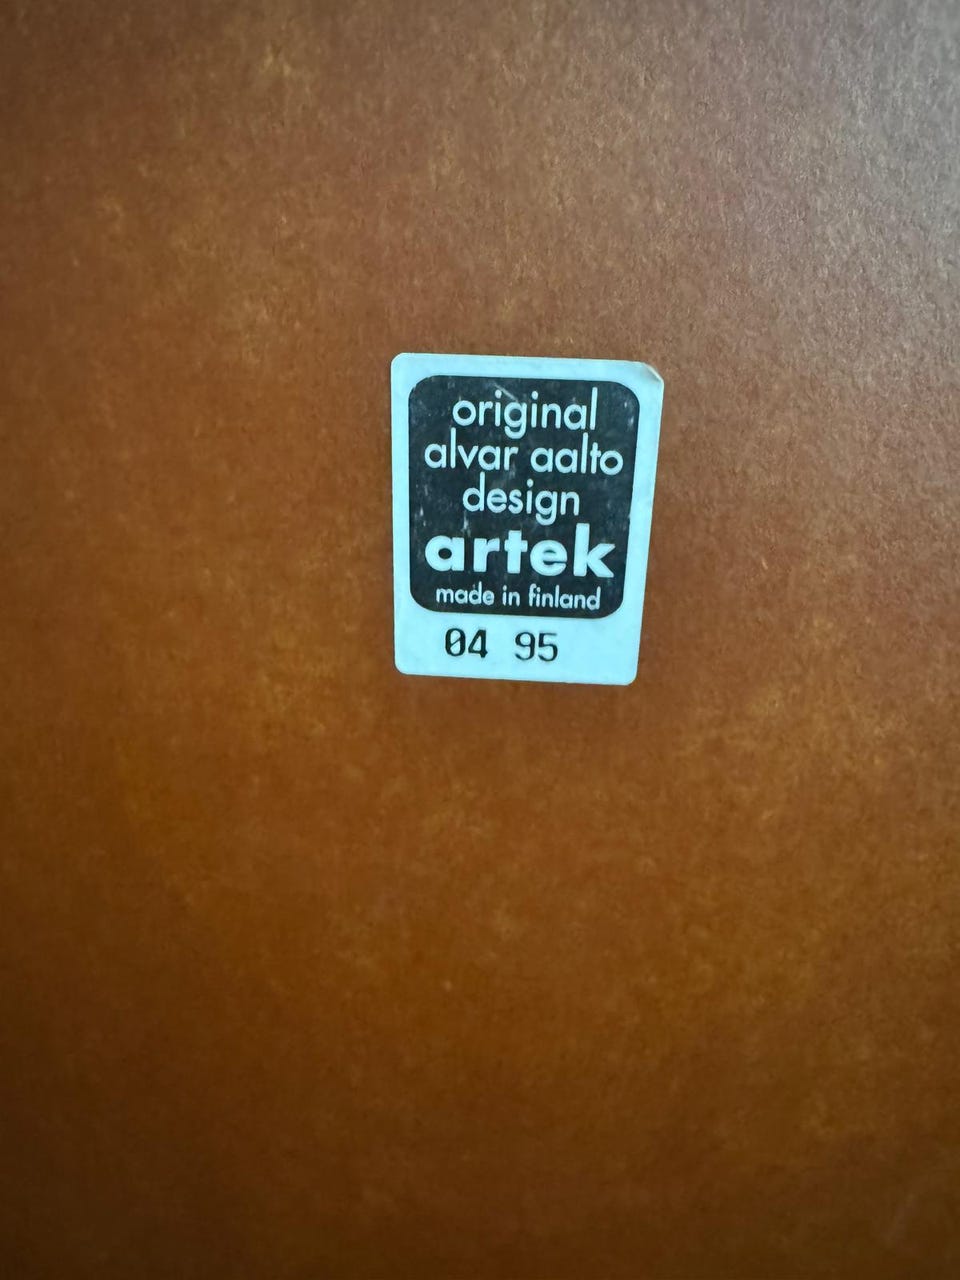 original
alvar aalto
design
artek
made in finland
04 95